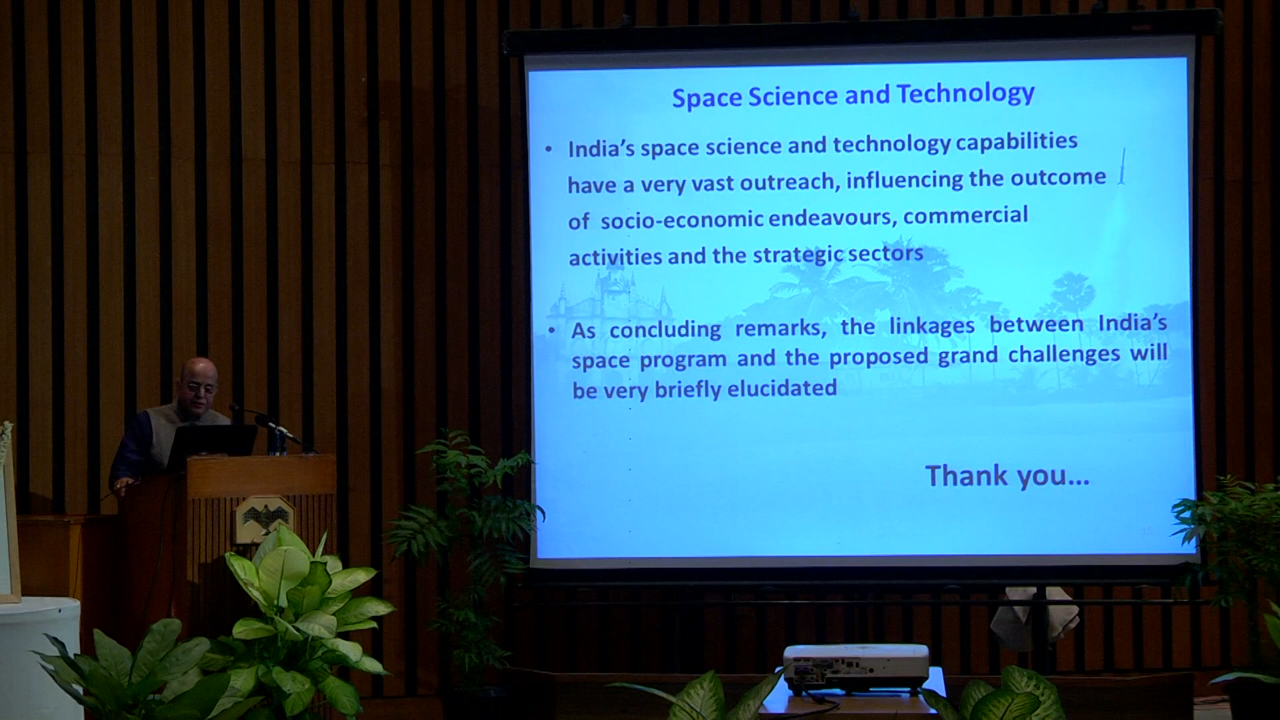 Space Science and Technology
• India's space science and technology capabilities
have a very vast outreach, influencing the outcome
of socio-economic endeavours, commercial
activities and the strategic sectors
• As concluding remarks, the linkages between India's
space program and the proposed grand challenges will
be very briefly elucidated
Thank you...